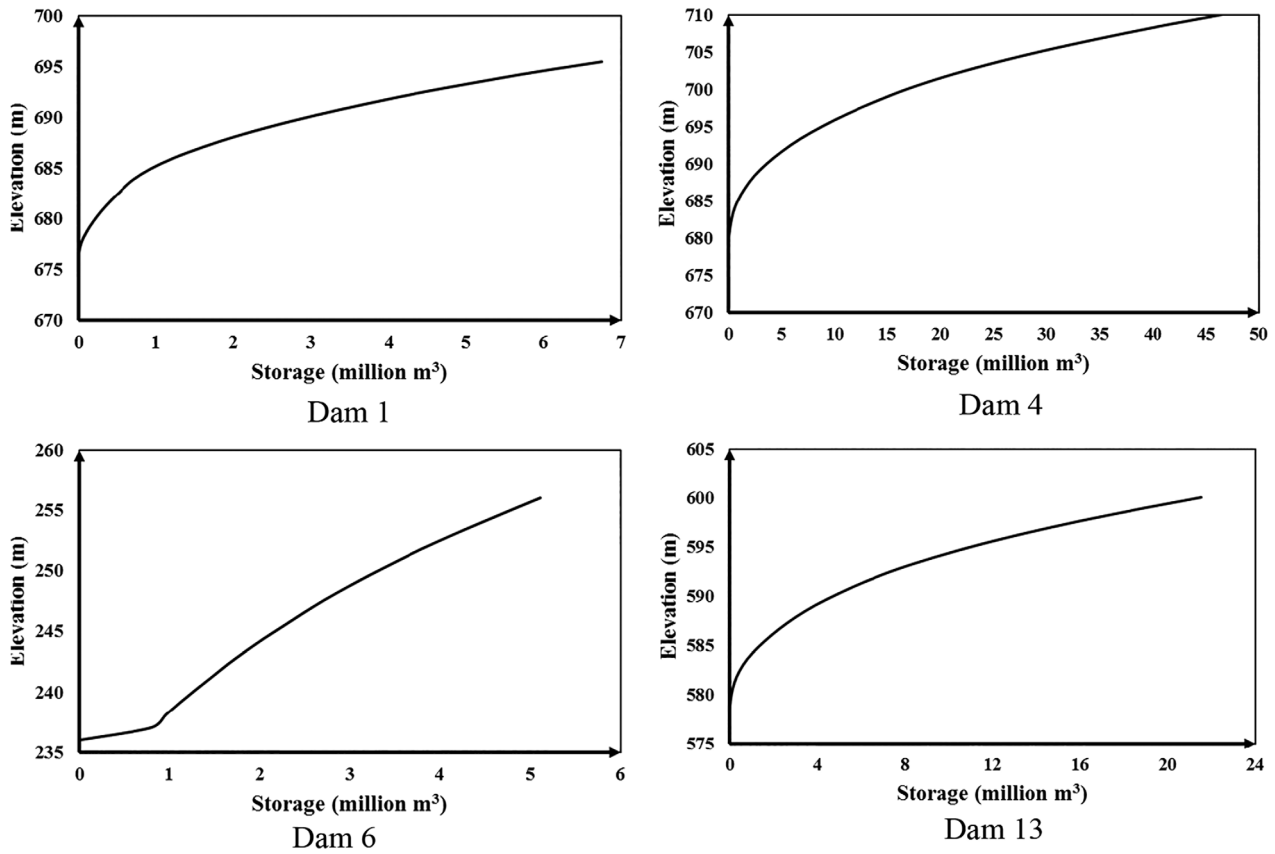 700
695
690
685
680
675
670
Elevation (m)
0 1 2 3 4 5 6 7
Storage (million m³)
Dam 1
710
705
700
695
690
685
680
675
670
Elevation (m)
0 5 10 15 20 25 30 35 40 45 50
Storage (million m³)
Dam 4
260
255
250
245
240
235
Elevation (m)
0 1 2 3 4 5 6
Storage (million m³)
Dam 6
605
600
595
590
585
580
575
Elevation (m)
0 4 8 12 16 20 24
Storage (million m³)
Dam 13